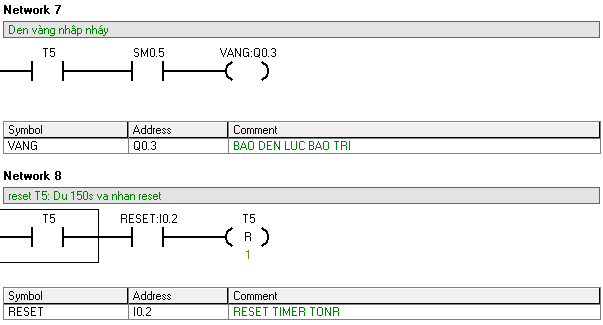 Network 7
Den vàng nhâp nháy
T5 SM0.5 VANG:Q0.3
Symbol Address Comment
VANG Q0.3 BAO DEN LUC BAO TRI
Network 8
reset T5: Du 150s va nhan reset
T5 RESET:I0.2 T5
R
1
Symbol Address Comment
RESET I0.2 RESET TIMER TONR